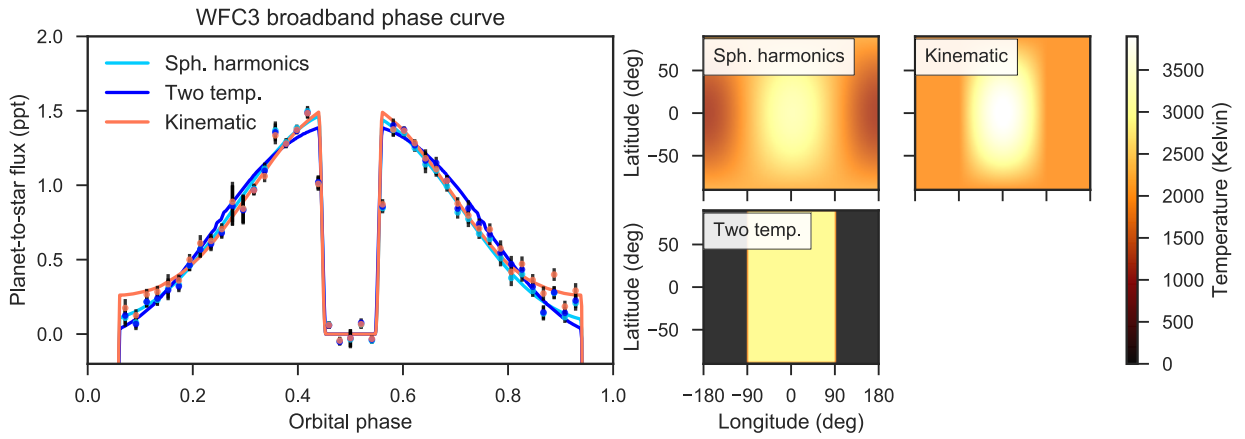 WFC3 broadband phase curve
2.0
1.5
1.0
0.5
0.0
Planet-to-star flux (ppt)
Sph. harmonics
Two temp.
Kinematic
0.0 0.2 0.4 0.6 0.8 1.0
Orbital phase
Sph. harmonics
50
0
−50
Latitude (deg)
Kinematic
Two temp.
50
0
−50
Latitude (deg)
−180 −90 0 90 180
Longitude (deg)
3500
3000
2500
2000
1500
1000
500
0
Temperature (Kelvin)